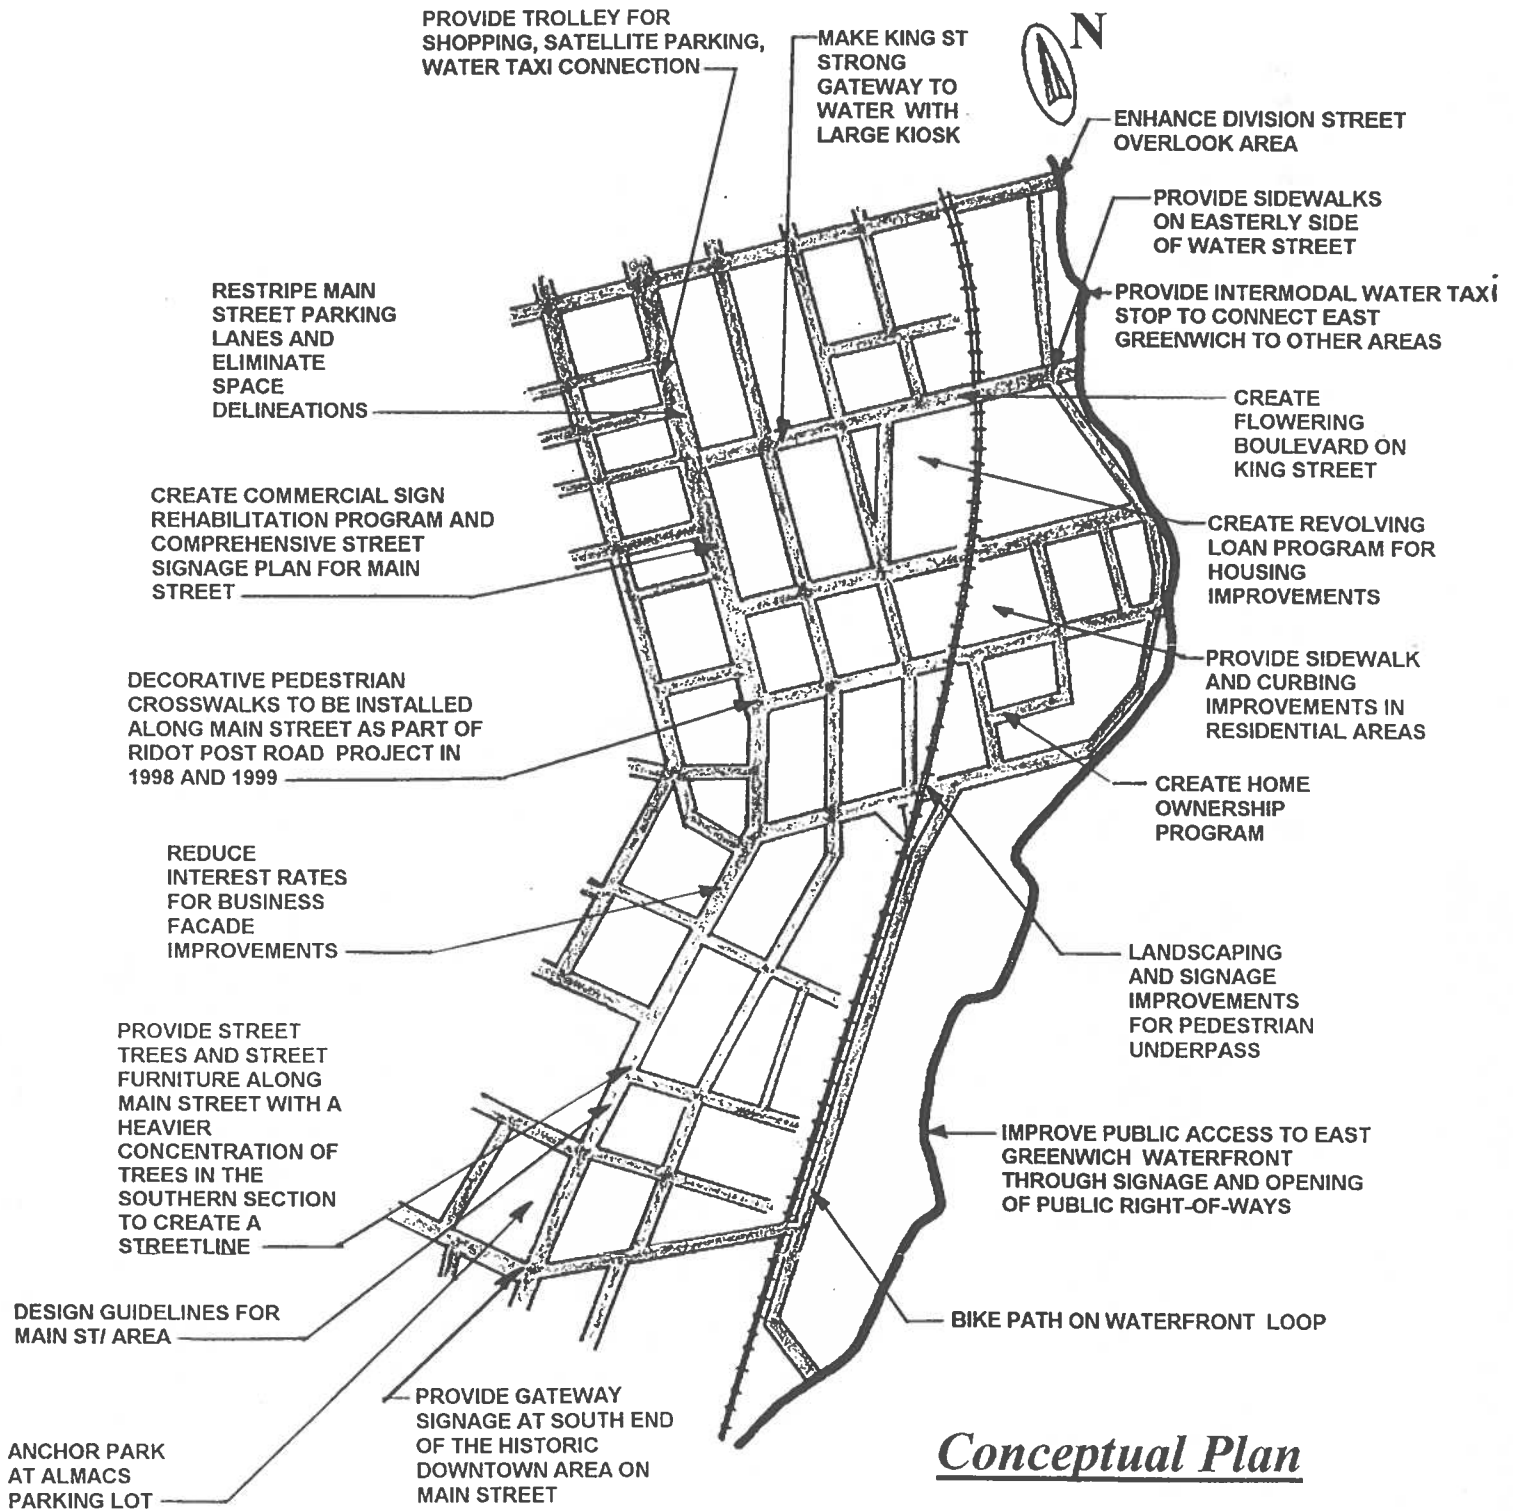 PROVIDE TROLLEY FOR
SHOPPING, SATELLITE PARKING,
WATER TAXI CONNECTION
MAKE KING ST
STRONG
GATEWAY TO
WATER WITH
LARGE KIOSK
N
ENHANCE DIVISION STREET
OVERLOOK AREA
PROVIDE SIDEWALKS
ON EASTERLY SIDE
OF WATER STREET
RESTRIPE MAIN
STREET PARKING
LANES AND
ELIMINATE
SPACE
DELINEATIONS
PROVIDE INTERMODAL WATER TAXi
STOP TO CONNECT EAST
GREENWICH TO OTHER AREAS
CREATE
FLOWERING
BOULEVARD ON
KING STREET
CREATE COMMERCIAL SIGN
REHABILITATION PROGRAM AND
COMPREHENSIVE STREET
SIGNAGE PLAN FOR MAIN
STREET
CREATE REVOLVING
LOAN PROGRAM FOR
HOUSING
IMPROVEMENTS
DECORATIVE PEDESTRIAN
CROSSWALKS TO BE INSTALLED
ALONG MAIN STREET AS PART OF
RIDOT POST ROAD PROJECT IN
1998 AND 1999
PROVIDE SIDEWALK
AND CURBING
IMPROVEMENTS IN
RESIDENTIAL AREAS
CREATE HOME
OWNERSHIP
PROGRAM
REDUCE
INTEREST RATES
FOR BUSINESS
FACADE
IMPROVEMENTS
LANDSCAPING
AND SIGNAGE
IMPROVEMENTS
FOR PEDESTRIAN
UNDERPASS
PROVIDE STREET
TREES AND STREET
FURNITURE ALONG
MAIN STREET WITH A
HEAVIER
CONCENTRATION OF
TREES IN THE
SOUTHERN SECTION
TO CREATE A
STREETLINE
IMPROVE PUBLIC ACCESS TO EAST
GREENWICH WATERFRONT
THROUGH SIGNAGE AND OPENING
OF PUBLIC RIGHT-OF-WAYS
DESIGN GUIDELINES FOR
MAIN ST/ AREA
BIKE PATH ON WATERFRONT LOOP
PROVIDE GATEWAY
SIGNAGE AT SOUTH END
OF THE HISTORIC
DOWNTOWN AREA ON
MAIN STREET
ANCHOR PARK
AT ALMACS
PARKING LOT
Conceptual Plan